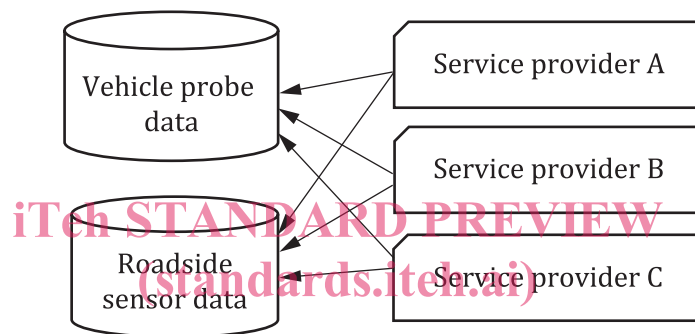 Vehicle probe
data
Service provider A
Service provider B
iTeh STANDARD PREVIEW
Roadside
sensor data
(standards.iteh.ai)
Service provider C